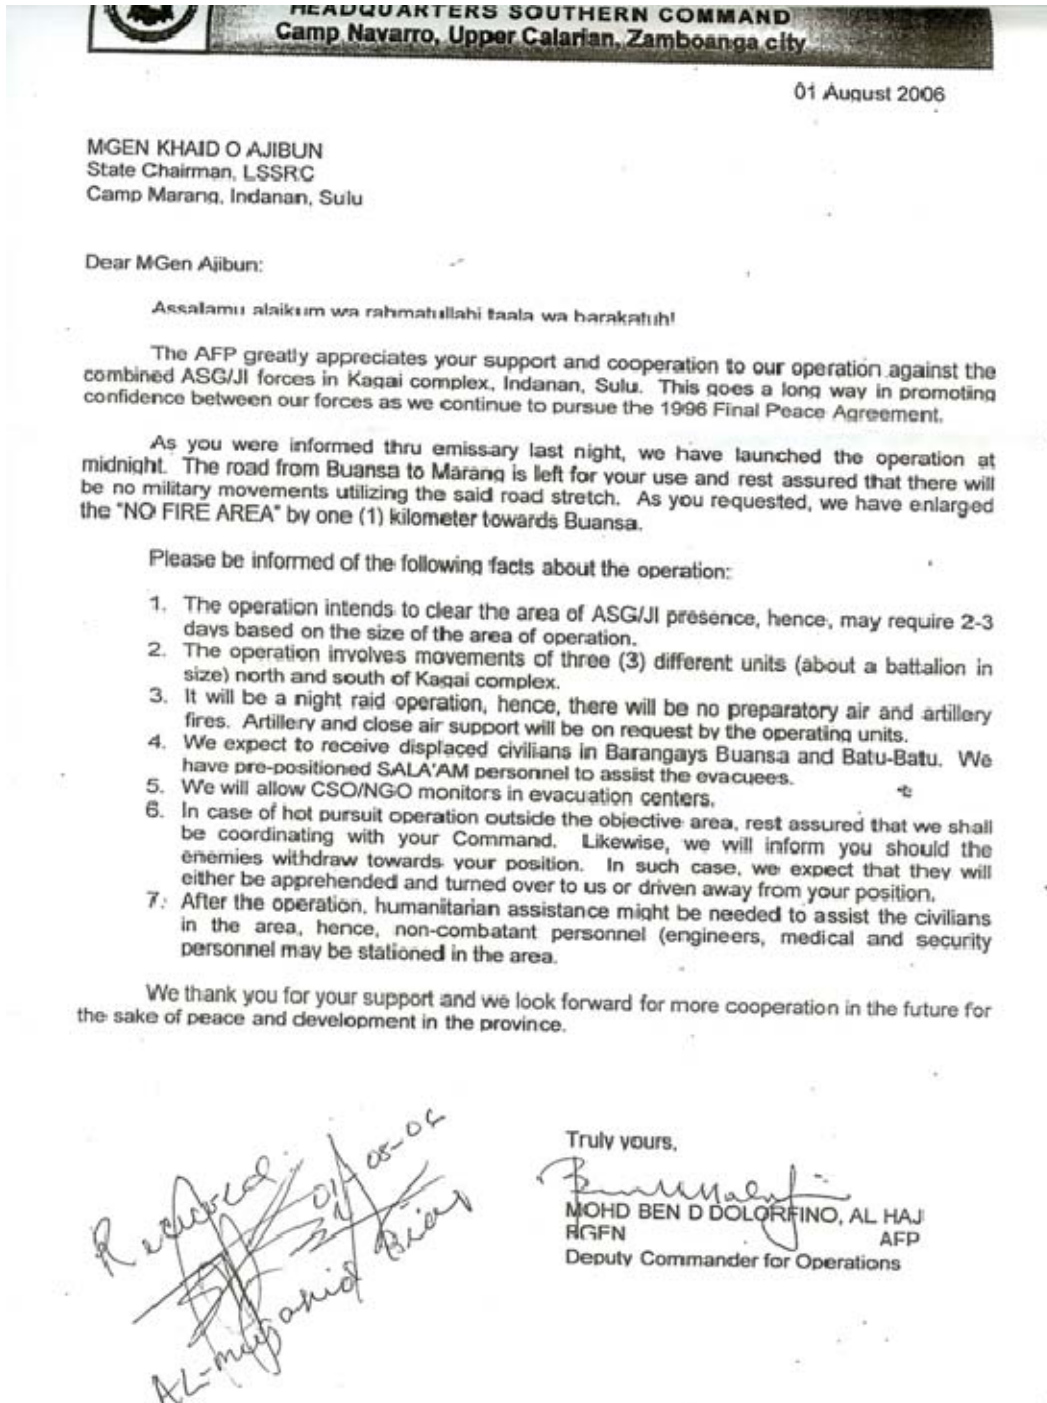 HEADQUARTERS SOUTHERN COMMAND
Camp Navarro, Upper Calarian, Zamboanga city
01 August 2006
MGEN KHAID O AJIBUN
State Chairman, LSSRC
Camp Marang, Indanan, Sulu
Dear MGen Ajibun:
Assalamu alaikum wa rahmatullahi taala wa barakatuh!
The AFP greatly appreciates your support and cooperation to our operation against the
combined ASG/JI forces in Kagai complex, Indanan, Sulu. This goes a long way in promoting
confidence between our forces as we continue to pursue the 1996 Final Peace Agreement.
As you were informed thru emissary last night, we have launched the operation at
midnight. The road from Buansa to Marang is left for your use and rest assured that there will
be no military movements utilizing the said road stretch. As you requested, we have enlarged
the "NO FIRE AREA" by one (1) kilometer towards Buansa.
Please be informed of the following facts about the operation:
1. The operation intends to clear the area of ASG/JI presence, hence, may require 2-3
days based on the size of the area of operation.
2. The operation involves movements of three (3) different units (about a battalion in
size) north and south of Kagai complex.
3. It will be a night raid operation, hence, there will be no preparatory air and artillery
fires. Artillery and close air support will be on request by the operating units.
4. We expect to receive displaced civilians in Barangays Buansa and Batu-Batu. We
have pre-positioned SALA'AM personnel to assist the evacuees.
5. We will allow CSO/NGO monitors in evacuation centers.
6. In case of hot pursuit operation outside the objective area, rest assured that we shall
be coordinating with your Command. Likewise, we will inform you should the
enemies withdraw towards your position. In such case, we expect that they will
either be apprehended and turned over to us or driven away from your position.
7. After the operation, humanitarian assistance might be needed to assist the civilians
in the area, hence, non-combatant personnel (engineers, medical and security
personnel may be stationed in the area.
We thank you for your support and we look forward for more cooperation in the future for
the sake of peace and development in the province.
Truly yours,
MOHD BEN D DOLORFINO, AL HAJ
BGEN AFP
Deputy Commander for Operations
Received